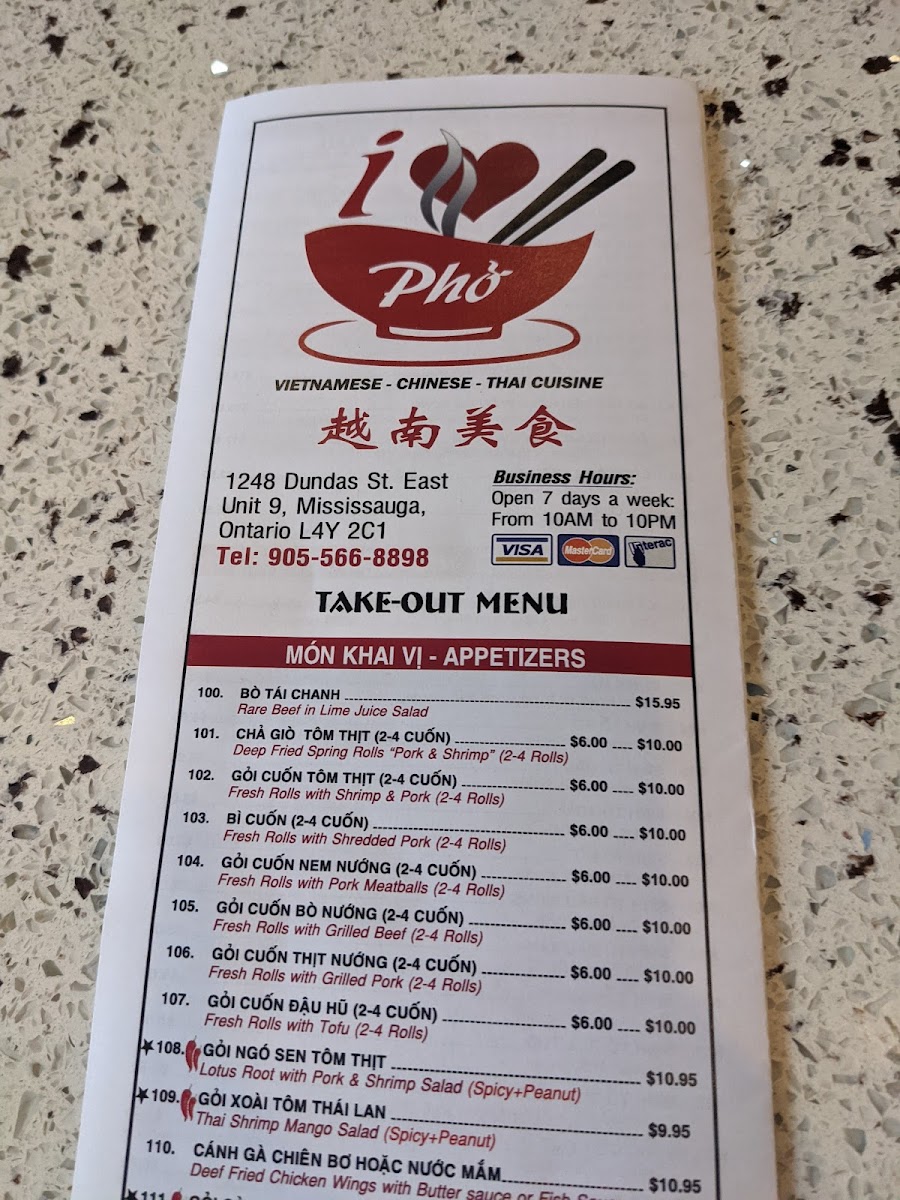 i
Phở
VIETNAMESE - CHINESE - THAI CUISINE
越南美食
1248 Dundas St. East
Unit 9, Mississauga,
Ontario L4Y 2C1
Tel: 905-566-8898
Business Hours:
Open 7 days a week:
From 10AM to 10PM
VISA
MasterCard
Interac
TAKE-OUT MENU
MÓN KHAI VỊ - APPETIZERS
100. BÒ TÁI CHANH $15.95
Rare Beef in Lime Juice Salad
101. CHẢ GIÒ TÔM THỊT (2-4 CUỐN) $6.00 $10.00
Deep Fried Spring Rolls "Pork & Shrimp" (2-4 Rolls)
102. GỎI CUỐN TÔM THỊT (2-4 CUỐN) $6.00 $10.00
Fresh Rolls with Shrimp & Pork (2-4 Rolls)
103. BÌ CUỐN (2-4 CUỐN) $6.00 $10.00
Fresh Rolls with Shredded Pork (2-4 Rolls)
104. GỎI CUỐN NEM NƯỚNG (2-4 CUỐN) $6.00 $10.00
Fresh Rolls with Pork Meatballs (2-4 Rolls)
105. GỎI CUỐN BÒ NƯỚNG (2-4 CUỐN) $6.00 $10.00
Fresh Rolls with Grilled Beef (2-4 Rolls)
106. GỎI CUỐN THỊT NƯỚNG (2-4 CUỐN) $6.00 $10.00
Fresh Rolls with Grilled Pork (2-4 Rolls)
107. GỎI CUỐN ĐẬU HŨ (2-4 CUỐN) $6.00 $10.00
Fresh Rolls with Tofu (2-4 Rolls)
★108. GỎI NGÓ SEN TÔM THỊT $10.95
Lotus Root with Pork & Shrimp Salad (Spicy+Peanut)
★109. GỎI XOÀI TÔM THÁI LAN $9.95
Thai Shrimp Mango Salad (Spicy+Peanut)
110. CÁNH GÀ CHIÊN BƠ HOẶC NƯỚC MẮM $10.95
Deef Fried Chicken Wings with Butter sauce or Fish
★111. GỎI